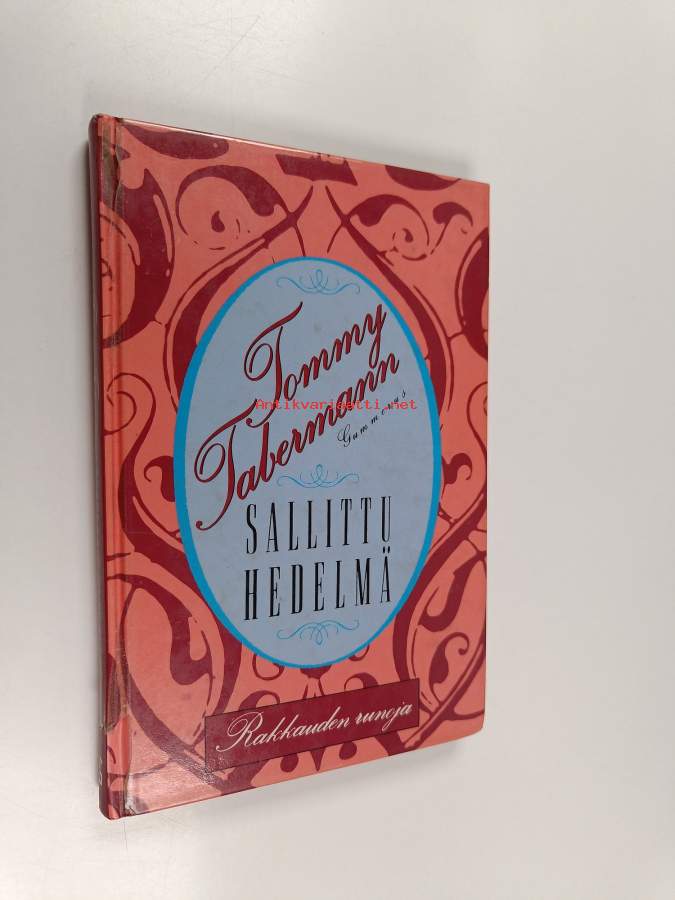 Tommy
Tabermann
Antikvariaatti.net
Gummerus
SALLITTU
HEDELMÄ
Rakkauden runoja